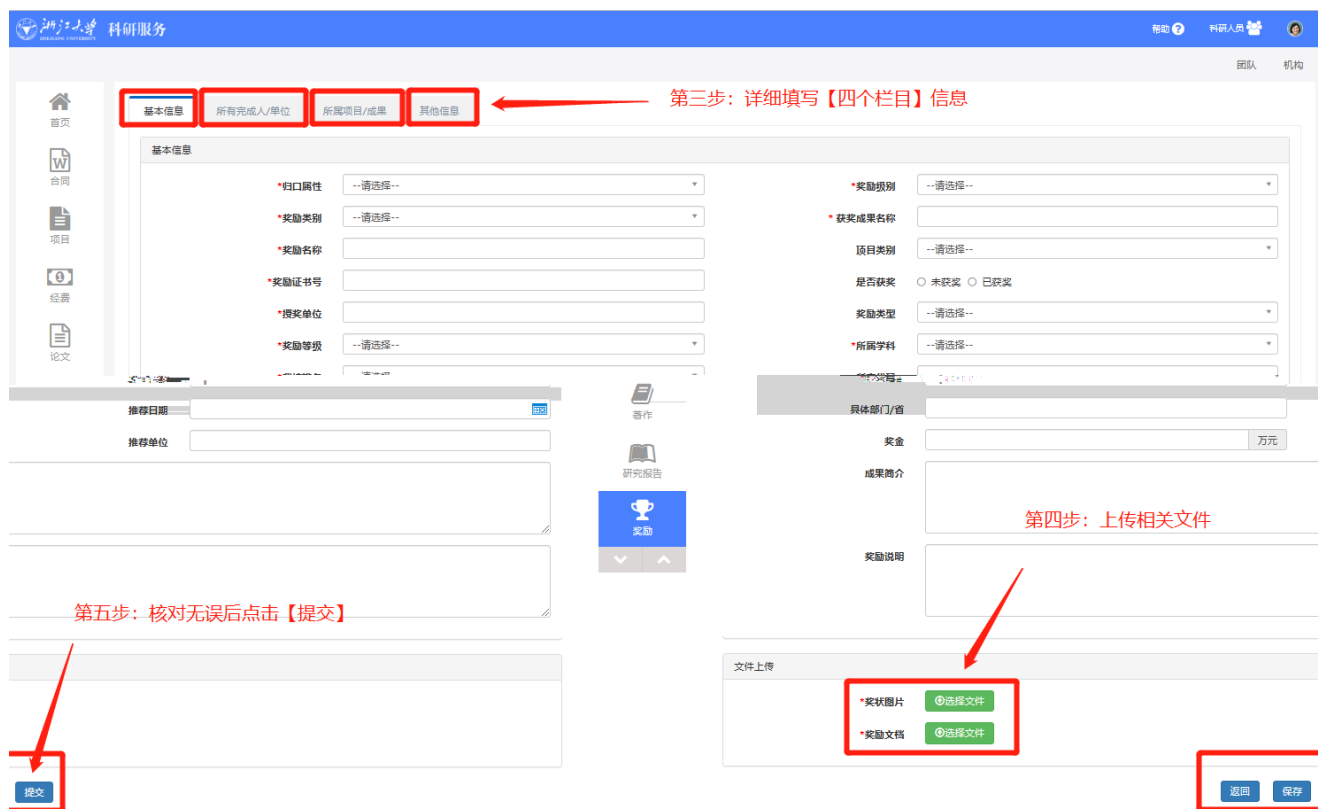 浙江大学 科研服务
ZHEJIANG UNIVERSITY
帮助 科研人员
团队 机构
首页
合同
项目
经费
论文
基本信息 所有完成人/单位 所属项目/成果 其他信息
第三步：详细填写【四个栏目】信息
基本信息
*归口属性 --请选择-- *奖励级别 --请选择--
*奖励类别 --请选择-- * 获奖成果名称
*奖励名称 项目类别 --请选择--
*奖励证书号 是否获奖 未获奖 已获奖
*授奖单位 奖励类型 --请选择--
*奖励等级 --请选择-- *所属学科 --请选择--
推荐日期 著作 具体部门/省
推荐单位 奖金 万元
研究报告
成果简介
奖励
第四步：上传相关文件
奖励说明
第五步：核对无误后点击【提交】
文件上传
*奖状图片 选择文件
*奖励文档 选择文件
提交 返回 保存